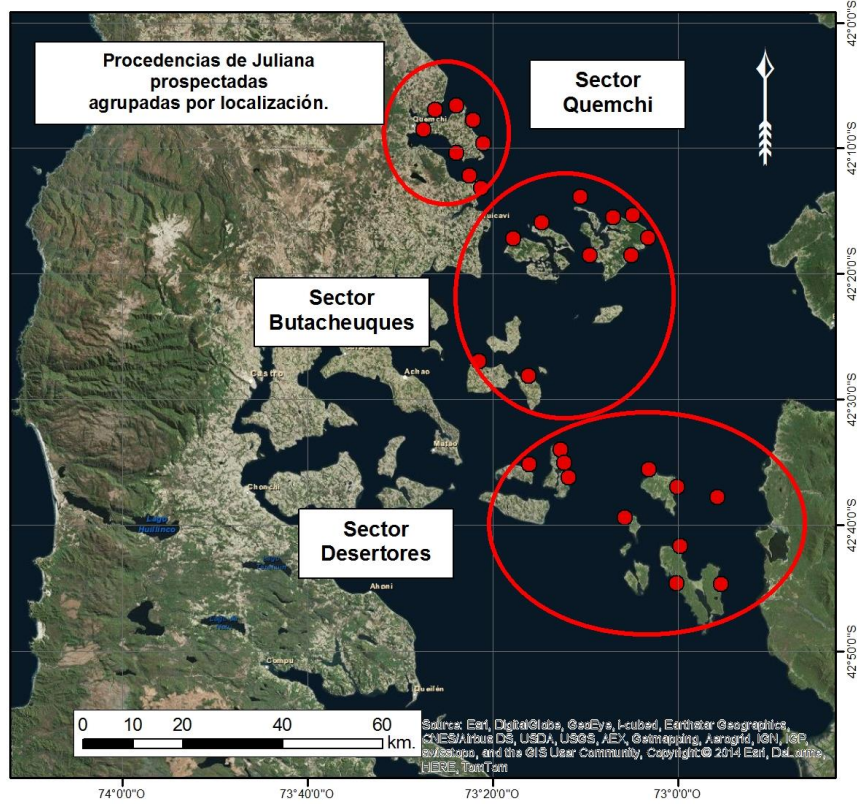 Procedencias de Juliana
prospectadas
agrupadas por localización.
Sector
Quemchi
Quemchi
Sector
Butacheuques
Castro
Achao
Chonchi
Sector
Desertores
Lago
Huillinco
Ahoni
Compu
Queilén
0 10 20 40 60
km.
Source: Esri, DigitalGlobe, GeoEye, i-cubed, Earthstar Geographics,
CNES/Airbus DS, USDA, USGS, AEX, Getmapping, Aerogrid, IGN, IGP,
swisstopo, and the GIS User Community, Copyright:© 2014 Esri, DeLorme,
HERE, TomTom
42°0'0"S
42°10'0"S
42°20'0"S
42°30'0"S
42°40'0"S
42°50'0"S
74°0'0"O
73°40'0"O
73°20'0"O
73°0'0"O